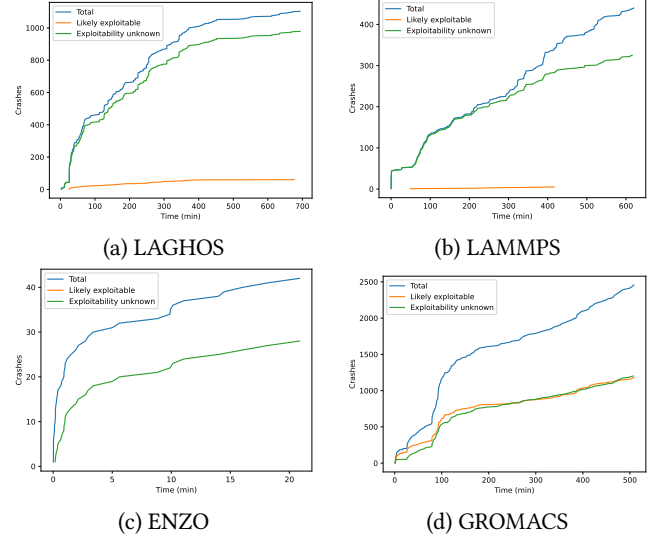 Total
Likely exploitable
Exploitability unknown
1000
800
600
400
200
0
Crashes
0 100 200 300 400 500 600 700
Time (min)
(a) LAGHOS
Total
Likely exploitable
Exploitability unknown
400
300
200
100
0
Crashes
0 100 200 300 400 500 600
Time (min)
(b) LAMMPS
Total
Likely exploitable
Exploitability unknown
40
30
20
10
0
Crashes
0 5 10 15 20
Time (min)
(c) ENZO
Total
Likely exploitable
Exploitability unknown
2500
2000
1500
1000
500
0
Crashes
0 100 200 300 400 500
Time (min)
(d) GROMACS